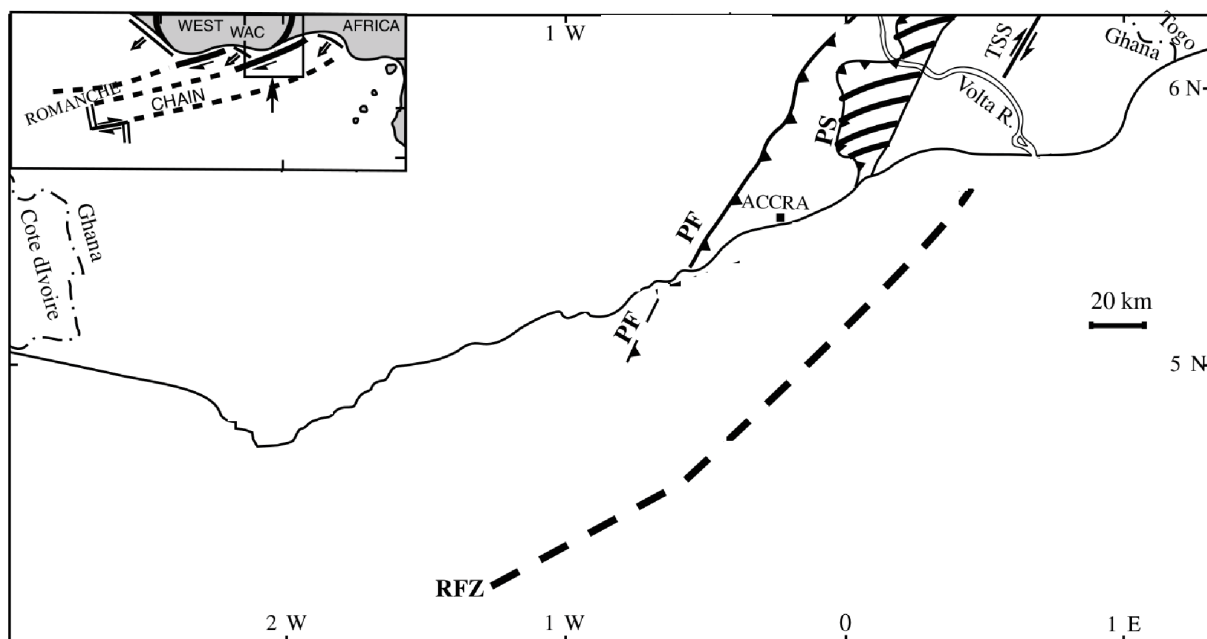 WEST
WAC
AFRICA
ROMANCHE
CHAIN
1 W
TSS
Togo
Ghana
6 N
Volta R.
PS
ACCRA
PF
Ghana
Cote dIvoire
PF
20 km
5 N
RFZ
2 W
1 W
0
1 E